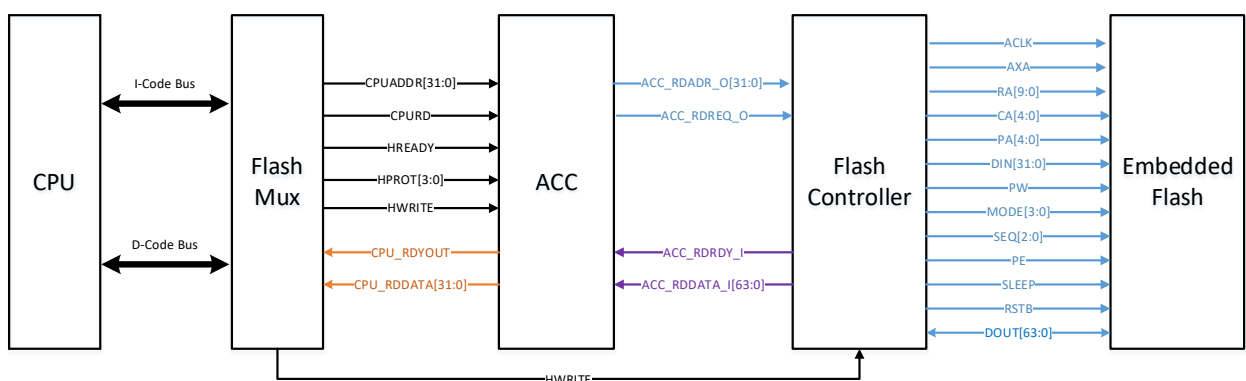 CPU
I-Code Bus
D-Code Bus
Flash
Mux
CPUADDR[31:0]
CPURD
HREADY
HPROT[3:0]
HWRITE
CPU_RDYOUT
CPU_RDDATA[31:0]
ACC
ACC_RDADR_O[31:0]
ACC_RDREQ_O
ACC_RDRDY_I
ACC_RDDATA_I[63:0]
Flash
Controller
ACLK
AXA
RA[9:0]
CA[4:0]
PA[4:0]
DIN[31:0]
PW
MODE[3:0]
SEQ[2:0]
PE
SLEEP
RSTB
DOUT[63:0]
Embedded
Flash
HWRITE